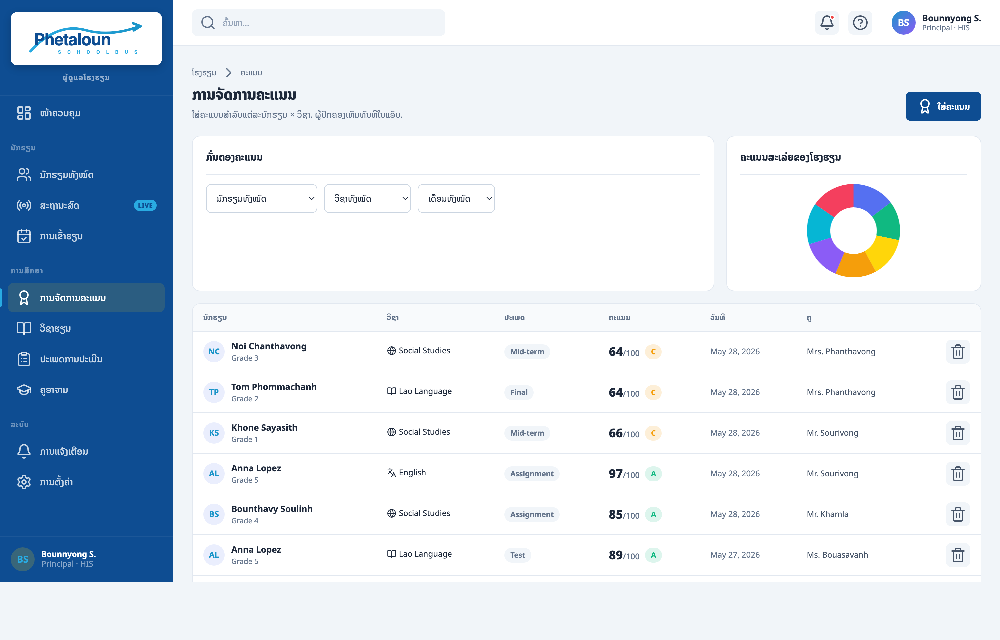 Phetaloun
SCHOOLBUS
ຜູ້ດູແລໂຮງຮຽນ
ໜ້າຄວບຄຸມ
ນັກຮຽນ
ນັກຮຽນທັງໝົດ
ສະຖານະສົດ LIVE
ການເຂົ້າຮຽນ
ການສຶກສາ
ການຈັດການຄະແນນ
ວິຊາຮຽນ
ປະເພດການປະເມີນ
ຄູອາຈານ
ລະບົບ
ການແຈ້ງເຕືອນ
ການຕັ້ງຄ່າ
BS Bounnyong S.
Principal · HIS
ຄົ້ນຫາ...
BS Bounnyong S.
Principal · HIS
ໂຮງຮຽນ ຄະແນນ
ການຈັດການຄະແນນ
ໃສ່ຄະແນນສຳລັບແຕ່ລະນັກຮຽນ × ວິຊາ. ຜູ້ປົກຄອງເຫັນທັນທີໃນແອັບ.
ໃສ່ຄະແນນ
ກັ່ນຕອງຄະແນນ
ນັກຮຽນທັງໝົດ ວິຊາທັງໝົດ ເດືອນທັງໝົດ
ຄະແນນສະເລ່ຍຂອງໂຮງຮຽນ
ນັກຮຽນ ວິຊາ ປະເພດ ຄະແນນ ວັນທີ ຄູ
NC Noi Chanthavong Social Studies Mid-term 64/100 C May 28, 2026 Mrs. Phanthavong
Grade 3
TP Tom Phommachanh Lao Language Final 64/100 C May 28, 2026 Mrs. Phanthavong
Grade 2
KS Khone Sayasith Social Studies Mid-term 66/100 C May 28, 2026 Mr. Sourivong
Grade 1
AL Anna Lopez English Assignment 97/100 A May 28, 2026 Mr. Sourivong
Grade 5
BS Bounthavy Soulinh Social Studies Assignment 85/100 A May 28, 2026 Mr. Khamla
Grade 4
AL Anna Lopez Lao Language Test 89/100 A May 27, 2026 Ms. Bouasavanh
Grade 5